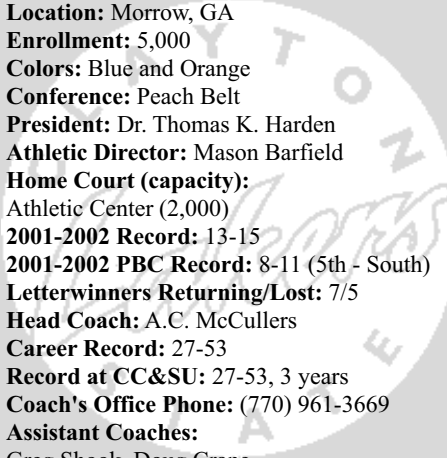 Location: Morrow, GA
Enrollment: 5,000
Colors: Blue and Orange
Conference: Peach Belt
President: Dr. Thomas K. Harden
Athletic Director: Mason Barfield
Home Court (capacity):
Athletic Center (2,000)
2001-2002 Record: 13-15
2001-2002 PBC Record: 8-11 (5th - South)
Letterwinners Returning/Lost: 7/5
Head Coach: A.C. McCullers
Career Record: 27-53
Record at CC&SU: 27-53, 3 years
Coach's Office Phone: (770) 961-3669
Assistant Coaches:
CLAYTON
Lakers
STATE